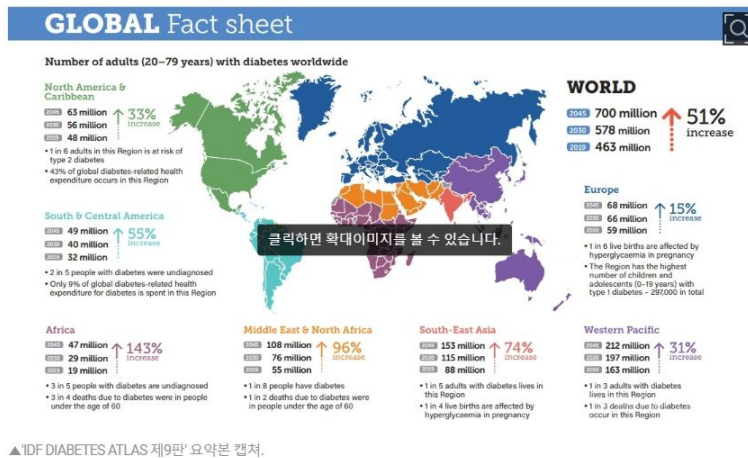 GLOBAL Fact sheet
Number of adults (20–79 years) with diabetes worldwide
North America &
Caribbean
2045 63 million
2030 56 million
2019 48 million
33%
increase
• 1 in 6 adults in this Region is at risk of
type 2 diabetes
• 43% of global diabetes-related health
expenditure occurs in this Region
WORLD
2045 700 million
2030 578 million
2019 463 million
51%
increase
South & Central America
2045 49 million
2030 40 million
2019 32 million
55%
increase
• 2 in 5 people with diabetes were undiagnosed
• Only 9% of global diabetes-related health
expenditure for diabetes is spent in this Region
클릭하면 확대이미지를 볼 수 있습니다.
Europe
2045 68 million
2030 66 million
2019 59 million
15%
increase
• 1 in 6 live births are affected by
hyperglycaemia in pregnancy
• The Region has the highest
number of children and
adolescents (0-19 years) with
type 1 diabetes – 297,000 in total
Africa
2045 47 million
2030 29 million
2019 19 million
143%
increase
• 3 in 5 people with diabetes are undiagnosed
• 3 in 4 deaths due to diabetes were in people
under the age of 60
Middle East & North Africa
2045 108 million
2030 76 million
2019 55 million
96%
increase
• 1 in 8 people have diabetes
• 1 in 2 deaths due to diabetes were
in people under the age of 60
South-East Asia
2045 153 million
2030 115 million
2019 88 million
74%
increase
• 1 in 5 adults with diabetes lives in
this Region
• 1 in 4 live births are affected by
hyperglycaemia in pregnancy
Western Pacific
2045 212 million
2030 197 million
2019 163 million
31%
increase
• 1 in 3 adults with diabetes
lives in this Region
• 1 in 3 deaths due to diabetes
occur in this Region
▲'IDF DIABETES ATLAS 제9판' 요약본 캡쳐.